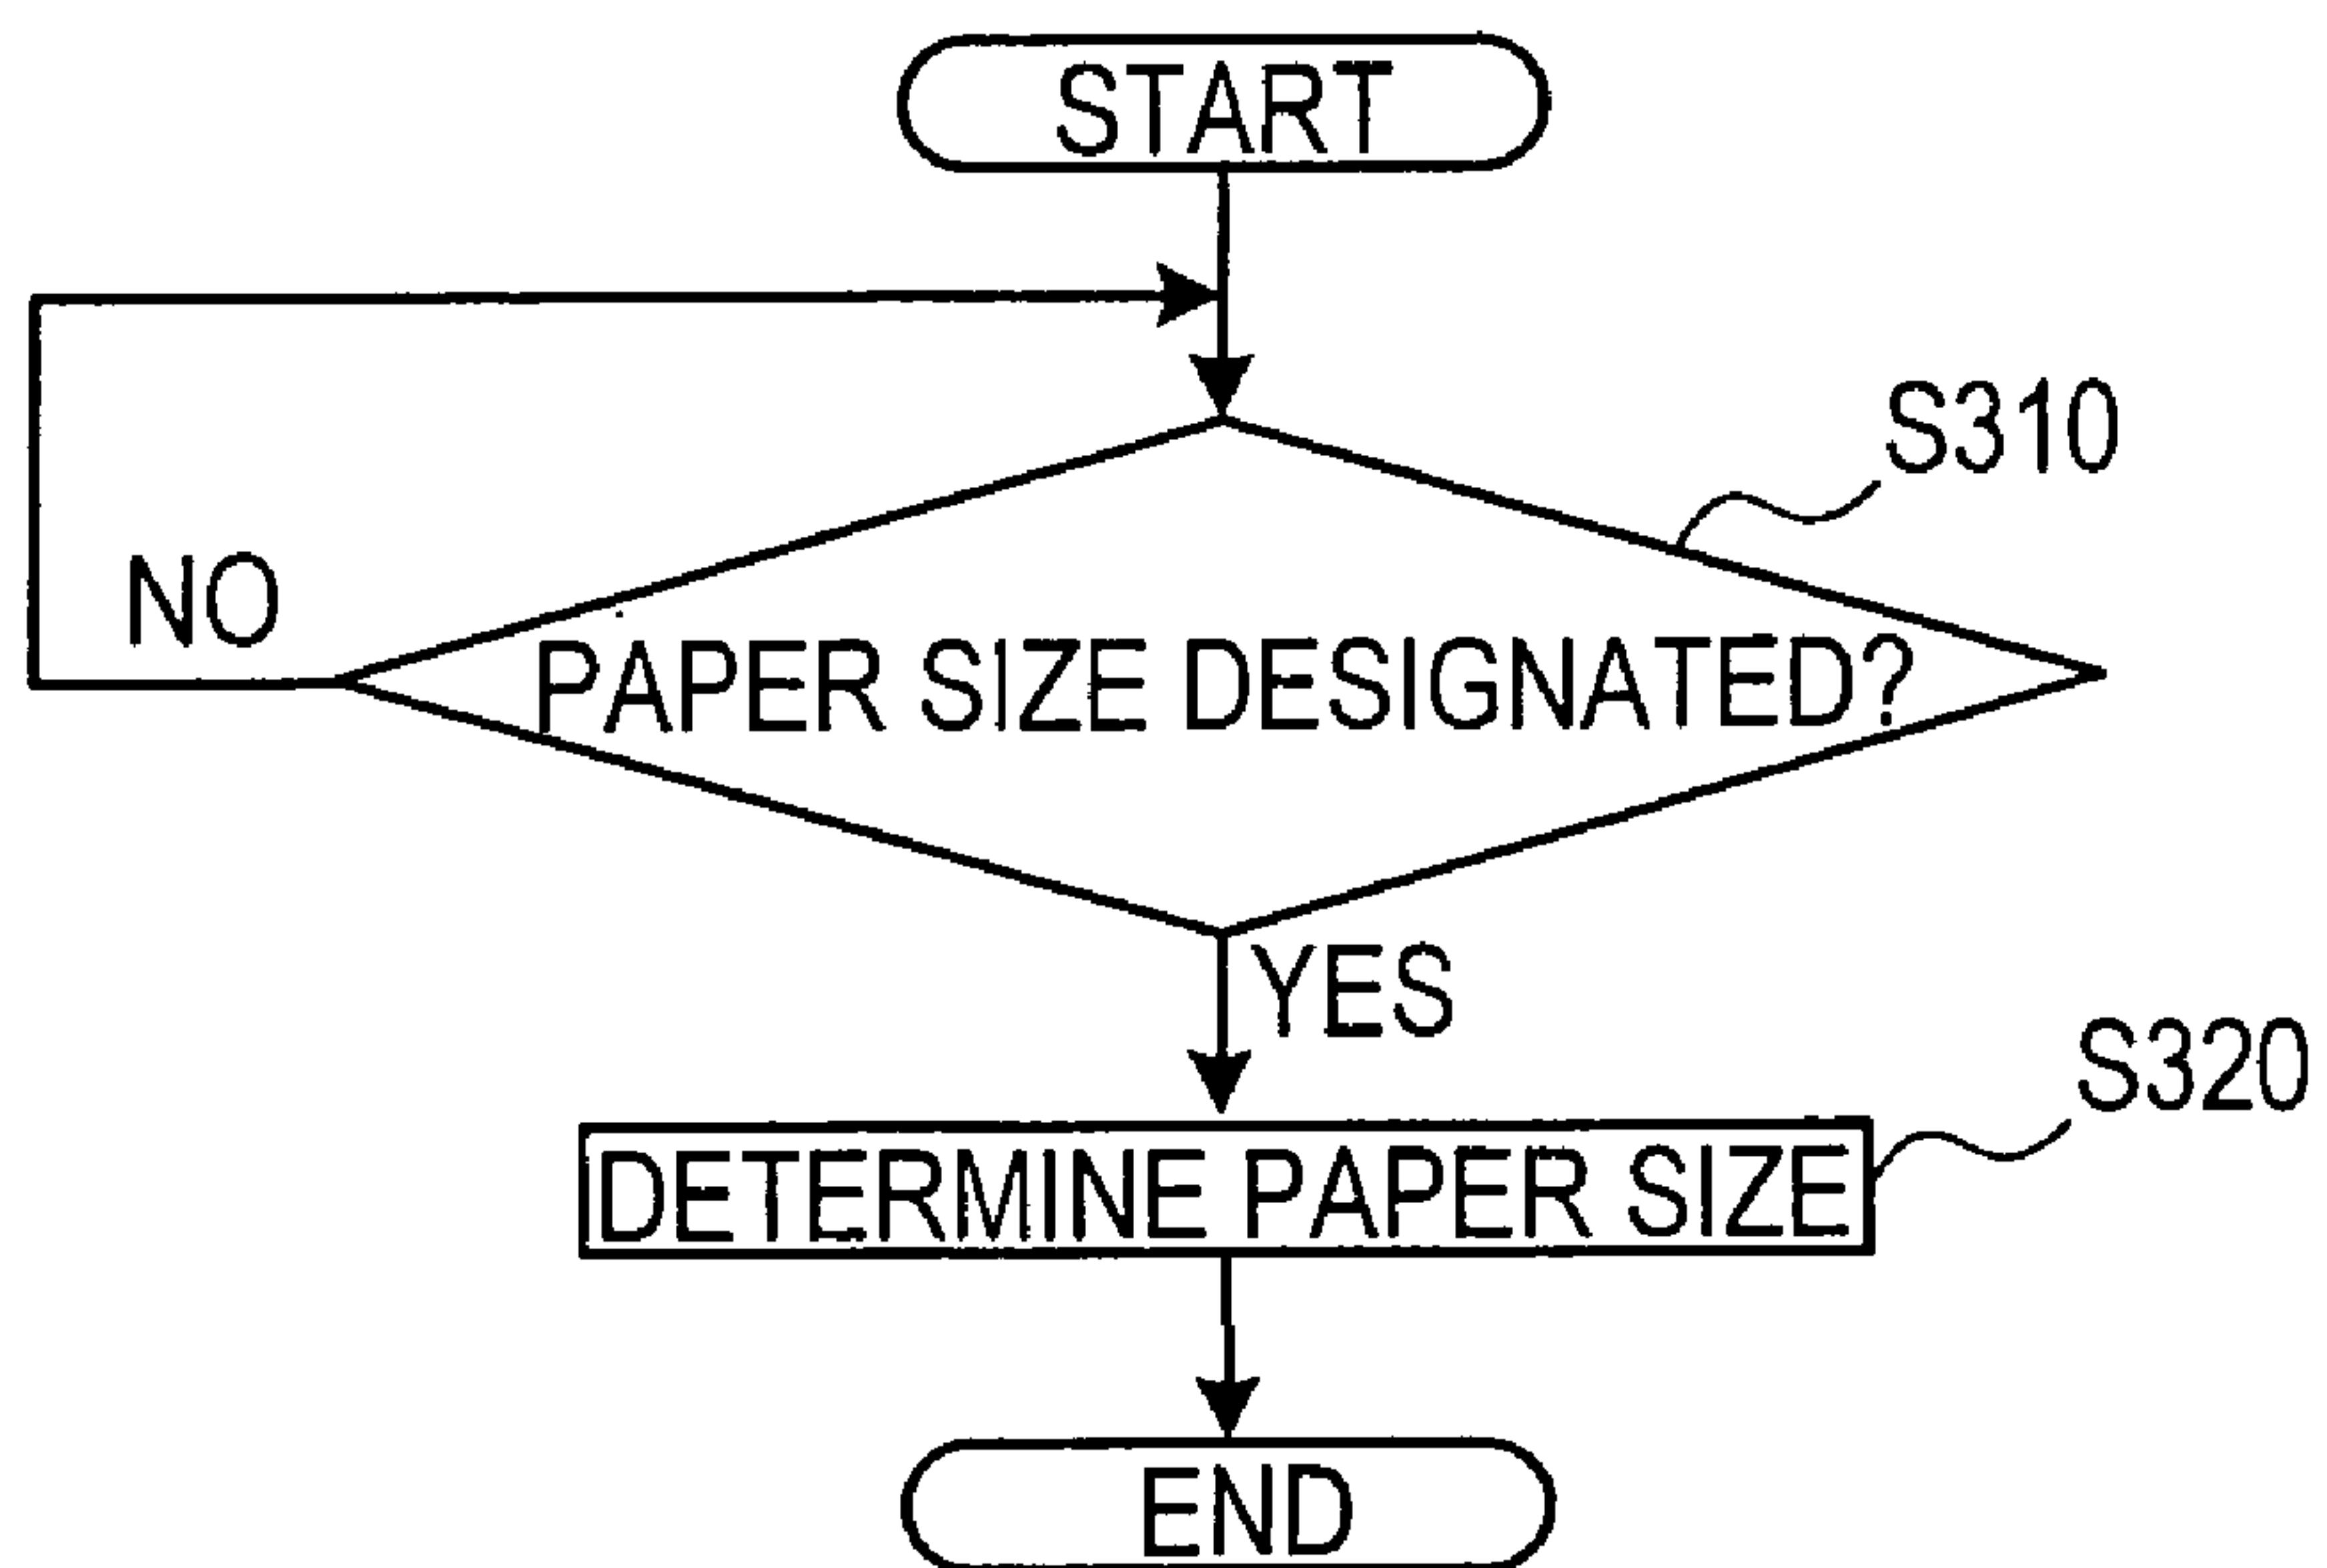 START
S310
NO
PAPER SIZE DESIGNATED?
YES
S320
DETERMINE PAPER SIZE
END